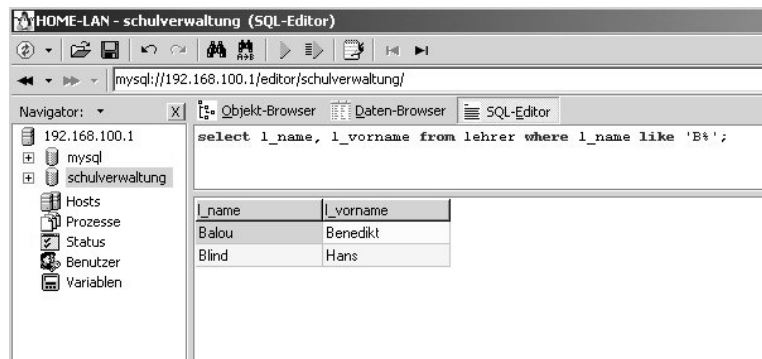 HOME-LAN - schulverwaltung (SQL-Editor)
A→B
mysql://192.168.100.1/editor/schulverwaltung/
Navigator:
X
Objekt-Browser
Daten-Browser
SQL-Editor
192.168.100.1
mysql
schulverwaltung
Hosts
Prozesse
Status
Benutzer
Variablen
select l_name, l_vorname from lehrer where l_name like 'B%';
l_name l_vorname
Balou Benedikt
Blind Hans